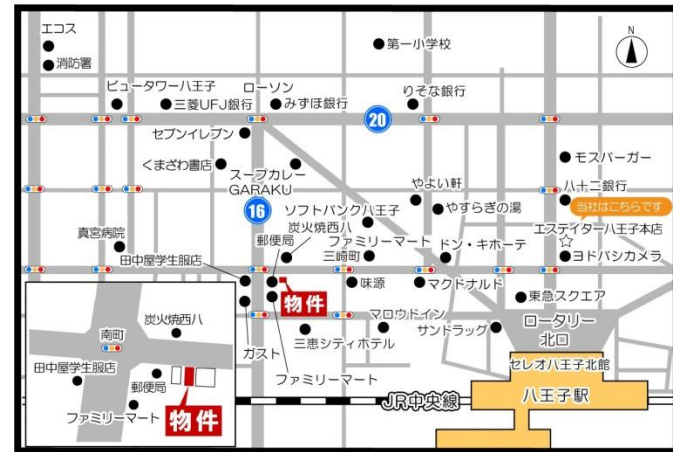 エコス
消防署
第一小学校
N
ビュータワー八王子
ローソン
三菱UFJ銀行
みずほ銀行
りそな銀行
20
セブンイレブン
くまざわ書店
スープカレー
GARAKU
モスバーガー
やよい軒
八十二銀行
やすらぎの湯
当社はこちらです
16
ソフトバンク八王子
エステイター八王子本店
炭火焼西八
真宮病院
郵便局
ファミリーマート
三崎町
ドン・キホーテ
ヨドバシカメラ
田中屋学生服店
味源
マクドナルド
物件
東急スクエア
ロータリー
北口
マロウドイン
サンドラッグ
三恵シティホテル
ガスト
ファミリーマート
セレオ八王子北館
八王子駅
JR中央線
炭火焼西八
南町
田中屋学生服店
郵便局
ファミリーマート
物件